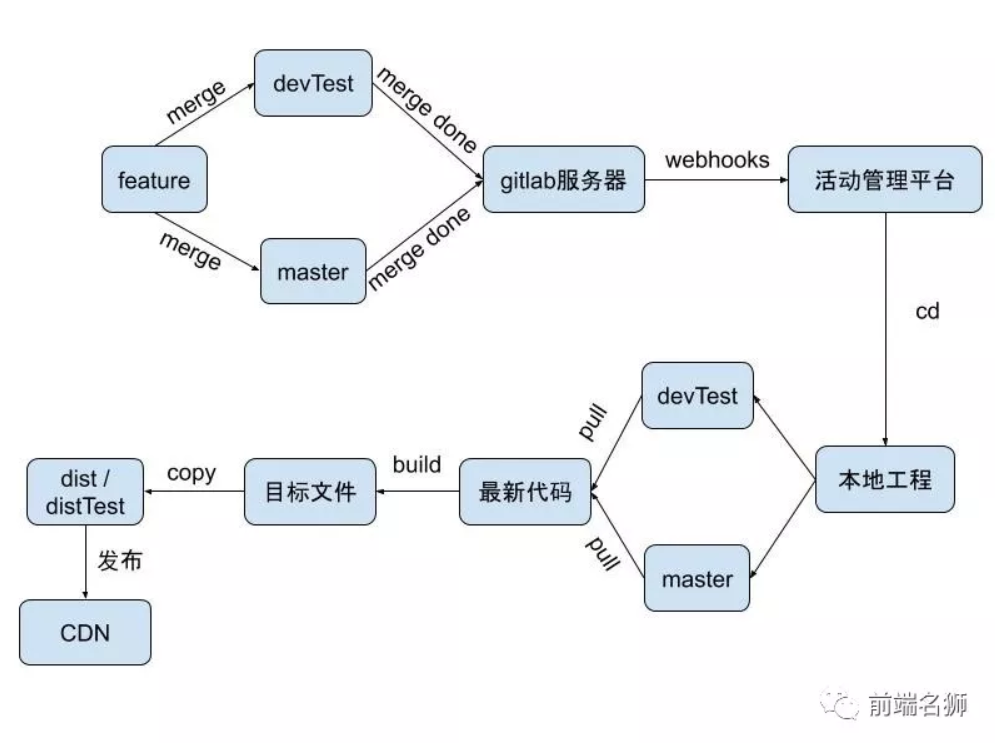 devTest
merge
merge done
feature
gitlab服务器
webhooks
活动管理平台
merge
master
merge done
cd
devTest
pull
本地工程
dist /
distTest
copy
目标文件
build
最新代码
pull
master
发布
CDN
前端名狮